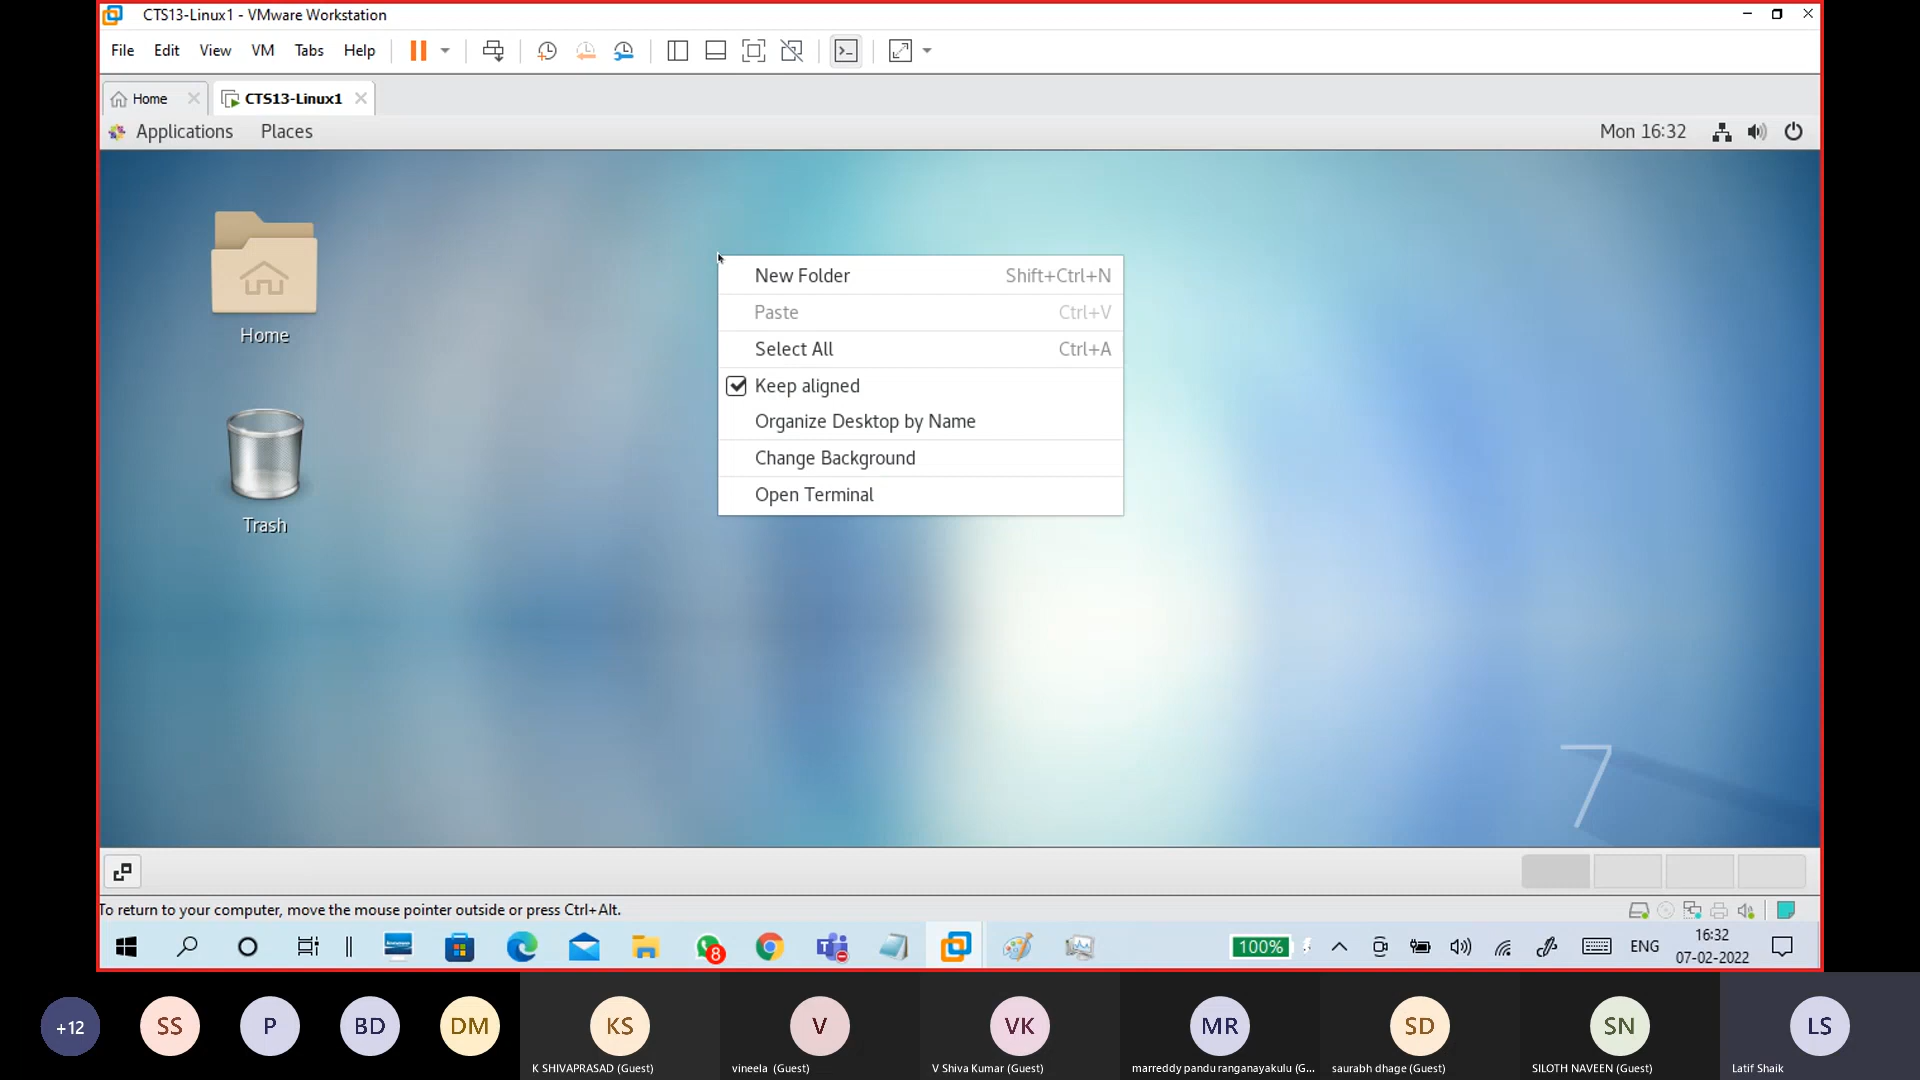 CTS13-Linux1 - VMware Workstation
File Edit View VM Tabs Help
Home CTS13-Linux1
Applications Places Mon 16:32
Home
Trash
New Folder Shift+Ctrl+N
Paste Ctrl+V
Select All Ctrl+A
Keep aligned
Organize Desktop by Name
Change Background
Open Terminal
7
To return to your computer, move the mouse pointer outside or press Ctrl+Alt.
8 100% ENG 16:32
07-02-2022
+12 SS P BD DM KS V VK MR SD SN LS
K SHIVAPRASAD (Guest) vineela (Guest) V Shiva Kumar (Guest) marreddy pandu ranganayakulu (G... saurabh dhage (Guest) SILOTH NAVEEN (Guest) Latif Shaik